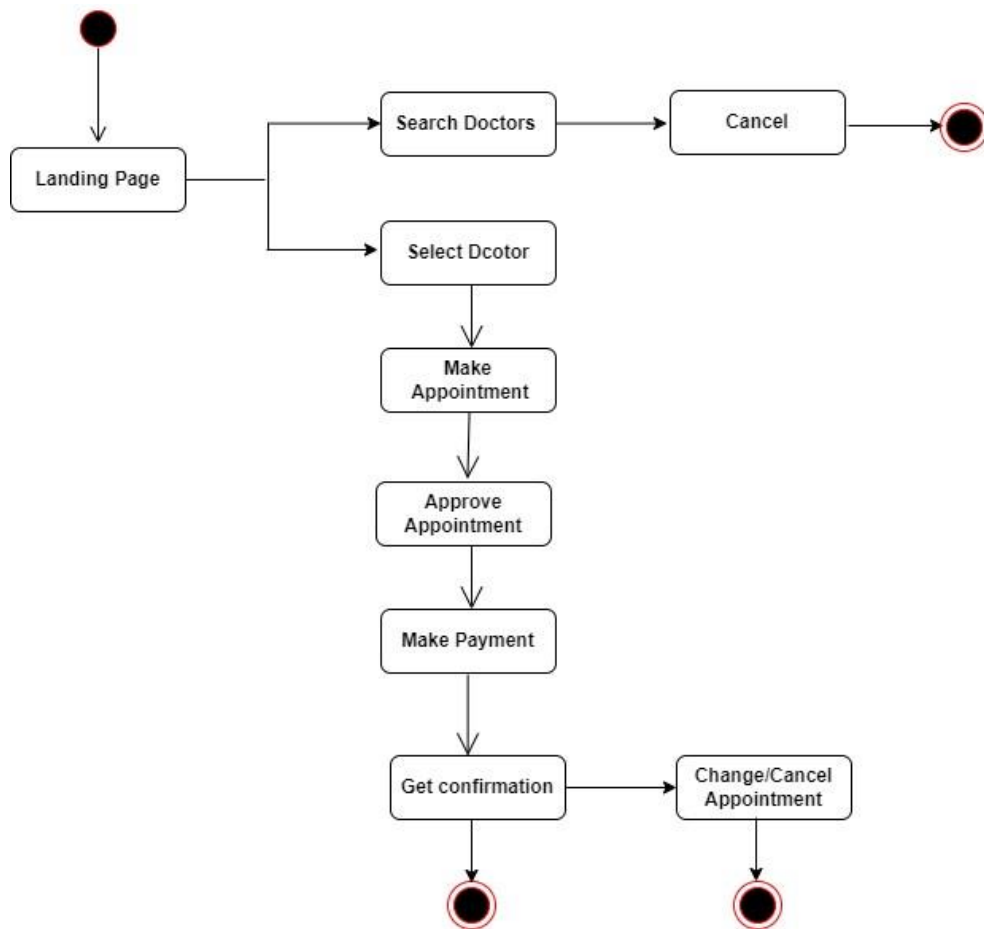 Search Doctors
Cancel
Landing Page
Select Dcotor
Make
Appointment
Approve
Appointment
Make Payment
Get confirmation
Change/Cancel
Appointment